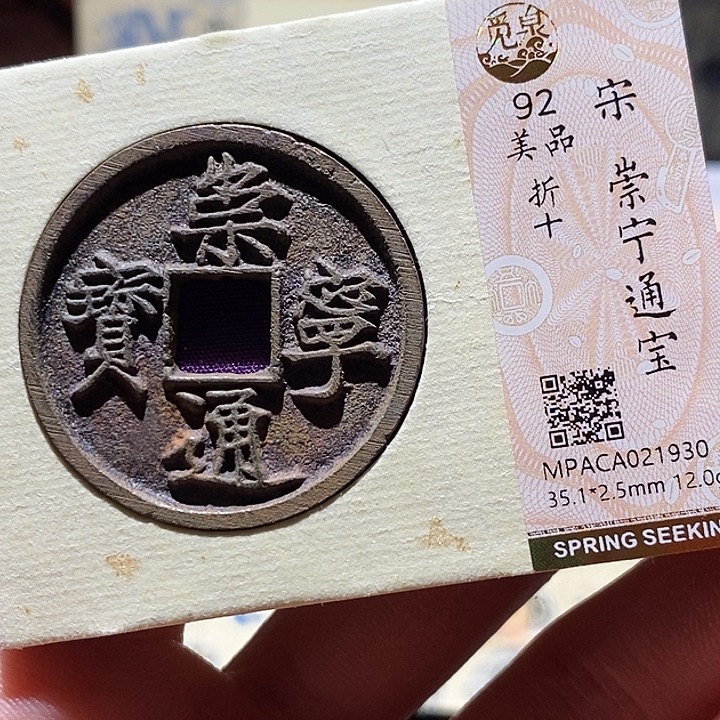 崇
寧
通
寶
觅泉
92
美品
折十
宋 崇宁通宝
MPACA021930
35.1*2.5mm / 12.0
SPRING SEEKIN